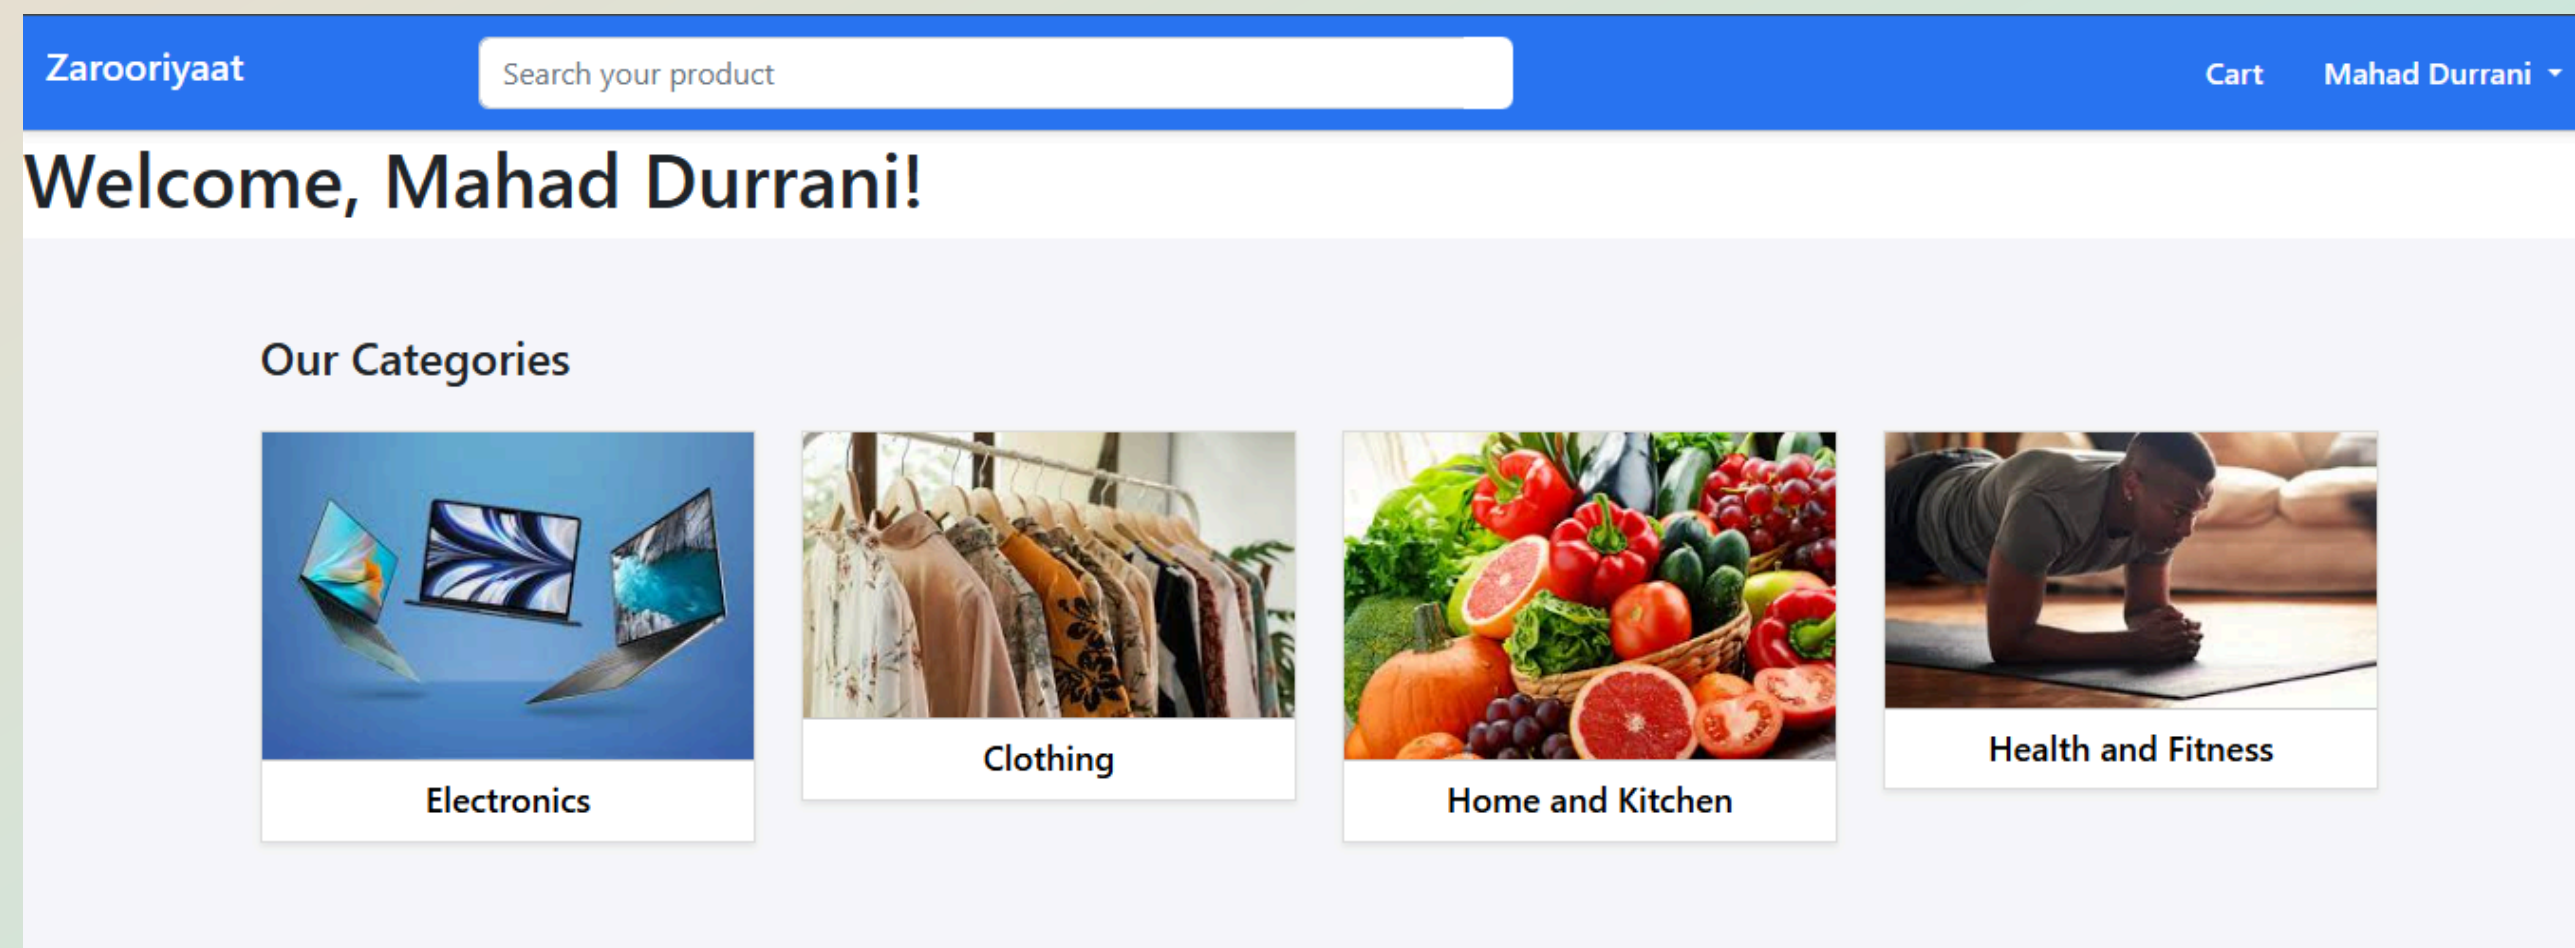 Zarooriyaat
Search your product
Cart
Mahad Durrani
Welcome, Mahad Durrani!
Our Categories
Electronics
Clothing
Home and Kitchen
Health and Fitness